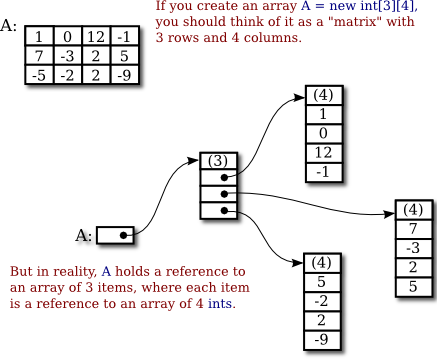 If you create an array A = new int[3][4],
you should think of it as a "matrix" with
3 rows and 4 columns.
A:
1 0 12 -1
7 -3 2 5
-5 -2 2 -9
(4)
1
0
12
-1
(3)
(4)
7
-3
2
5
A:
(4)
5
-2
2
-9
But in reality, A holds a reference to
an array of 3 items, where each item
is a reference to an array of 4 ints.